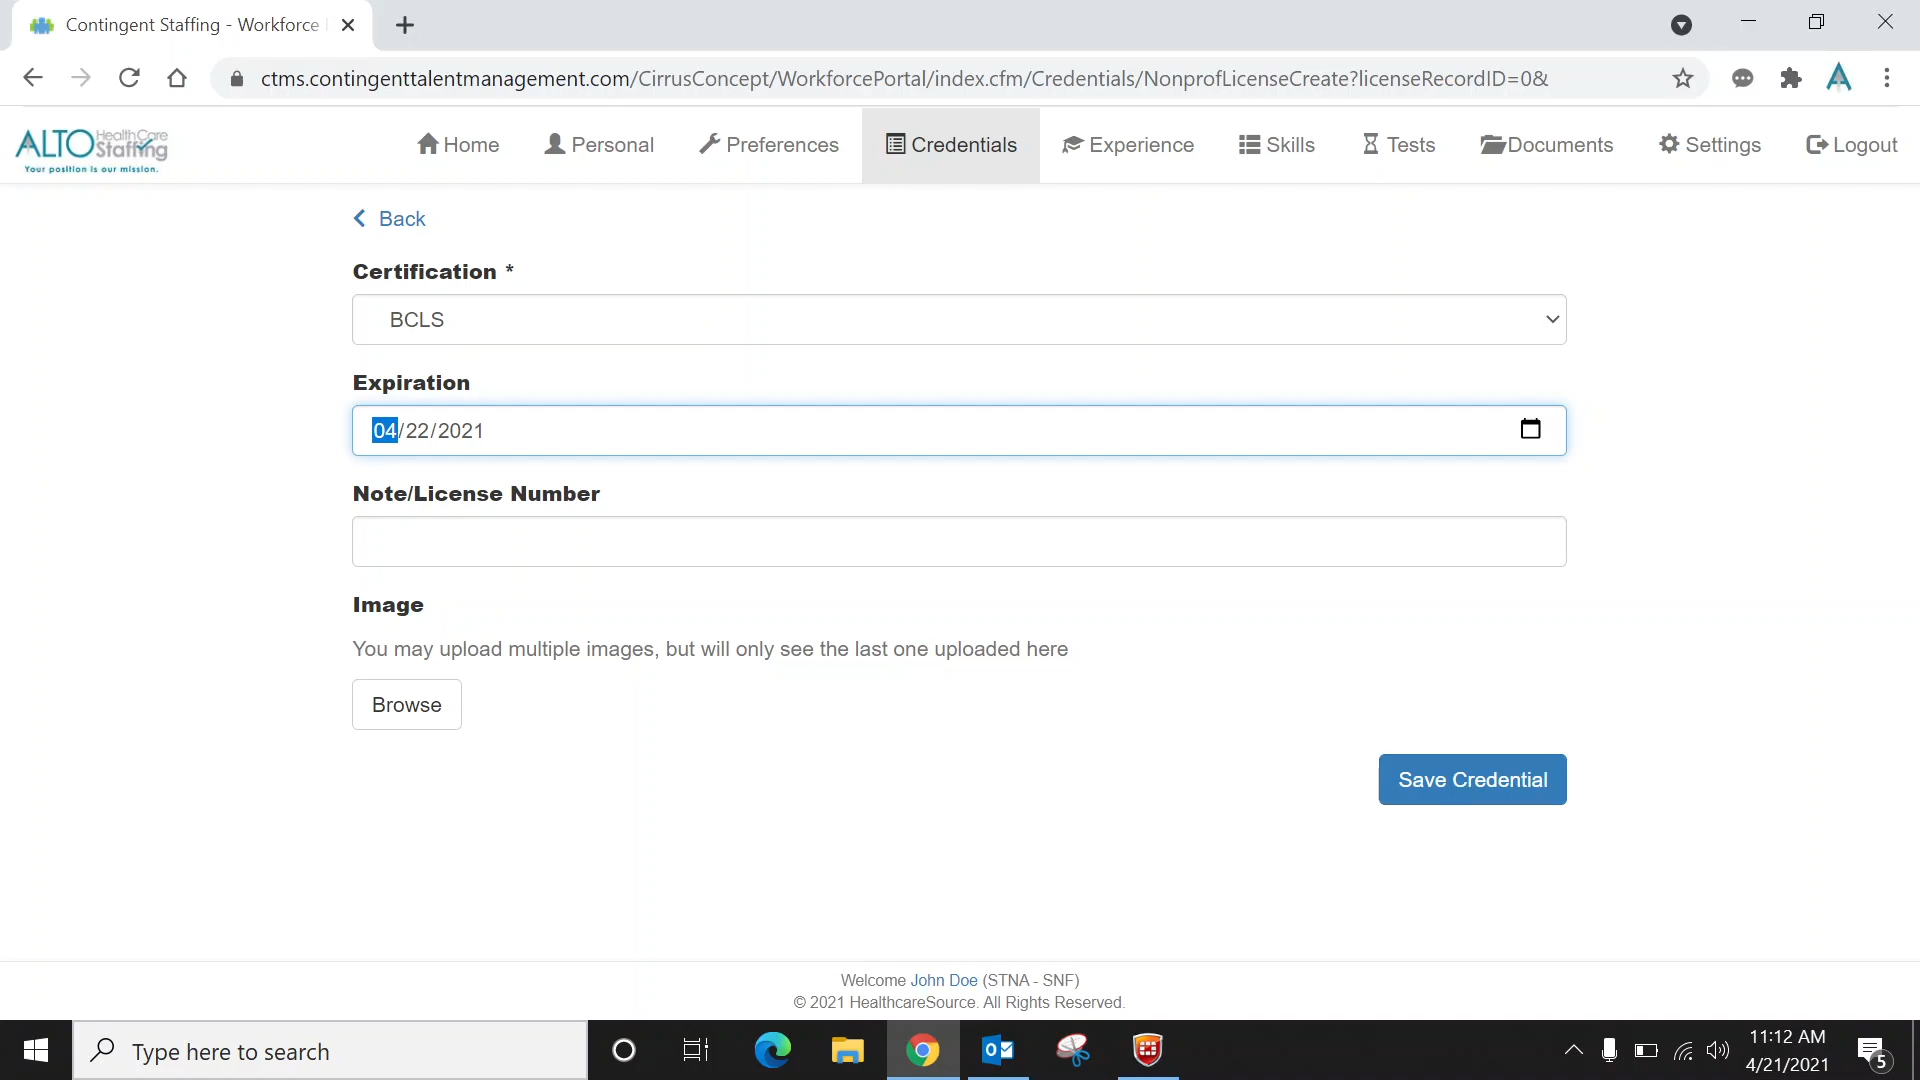 Contingent Staffing - Workforce
ctms.contingenttalentmanagement.com/CirrusConcept/WorkforcePortal/index.cfm/Credentials/NonprofLicenseCreate?licenseRecordID=0&
ALTO HealthCare Staffing
Your position is our mission.
Home Personal Preferences Credentials Experience Skills Tests Documents Settings Logout
Back
Certification *
BCLS
Expiration
04/22/2021
Note/License Number
Image
You may upload multiple images, but will only see the last one uploaded here
Browse
Save Credential
Welcome John Doe (STNA - SNF)
© 2021 HealthcareSource. All Rights Reserved.
Type here to search
11:12 AM
4/21/2021
5